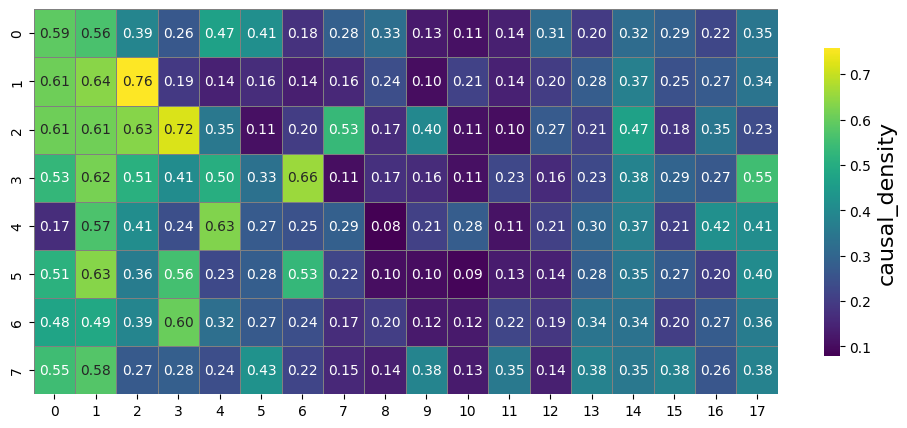 0 0.59 0.56 0.39 0.26 0.47 0.41 0.18 0.28 0.33 0.13 0.11 0.14 0.31 0.20 0.32 0.29 0.22 0.35
1 0.61 0.64 0.76 0.19 0.14 0.16 0.14 0.16 0.24 0.10 0.21 0.14 0.20 0.28 0.37 0.25 0.27 0.34
2 0.61 0.61 0.63 0.72 0.35 0.11 0.20 0.53 0.17 0.40 0.11 0.10 0.27 0.21 0.47 0.18 0.35 0.23
3 0.53 0.62 0.51 0.41 0.50 0.33 0.66 0.11 0.17 0.16 0.11 0.23 0.16 0.23 0.38 0.29 0.27 0.55
4 0.17 0.57 0.41 0.24 0.63 0.27 0.25 0.29 0.08 0.21 0.28 0.11 0.21 0.30 0.37 0.21 0.42 0.41
5 0.51 0.63 0.36 0.56 0.23 0.28 0.53 0.22 0.10 0.10 0.09 0.13 0.14 0.28 0.35 0.27 0.20 0.40
6 0.48 0.49 0.39 0.60 0.32 0.27 0.24 0.17 0.20 0.12 0.12 0.22 0.19 0.34 0.34 0.20 0.27 0.36
7 0.55 0.58 0.27 0.28 0.24 0.43 0.22 0.15 0.14 0.38 0.13 0.35 0.14 0.38 0.35 0.38 0.26 0.38
0 1 2 3 4 5 6 7 8 9 10 11 12 13 14 15 16 17
0.7
0.6
0.5
0.4
0.3
0.2
0.1
causal_density